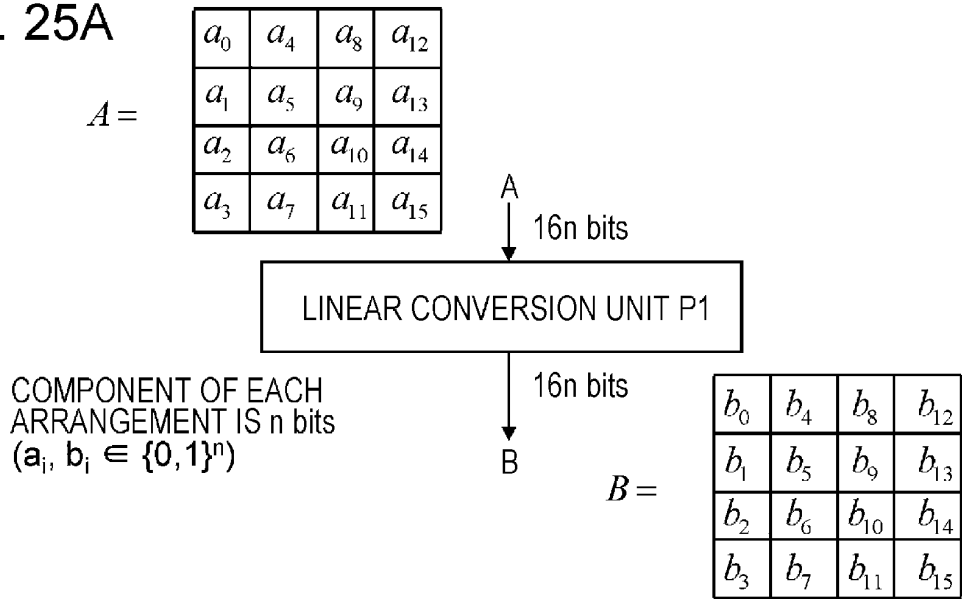 . 25A
A =
a₀ a₄ a₈ a₁₂
a₁ a₅ a₉ a₁₃
a₂ a₆ a₁₀ a₁₄
a₃ a₇ a₁₁ a₁₅
A
16n bits
LINEAR CONVERSION UNIT P1
16n bits
B
COMPONENT OF EACH
ARRANGEMENT IS n bits
(aᵢ, bᵢ ∈ {0,1}ⁿ)
B =
b₀ b₄ b₈ b₁₂
b₁ b₅ b₉ b₁₃
b₂ b₆ b₁₀ b₁₄
b₃ b₇ b₁₁ b₁₅